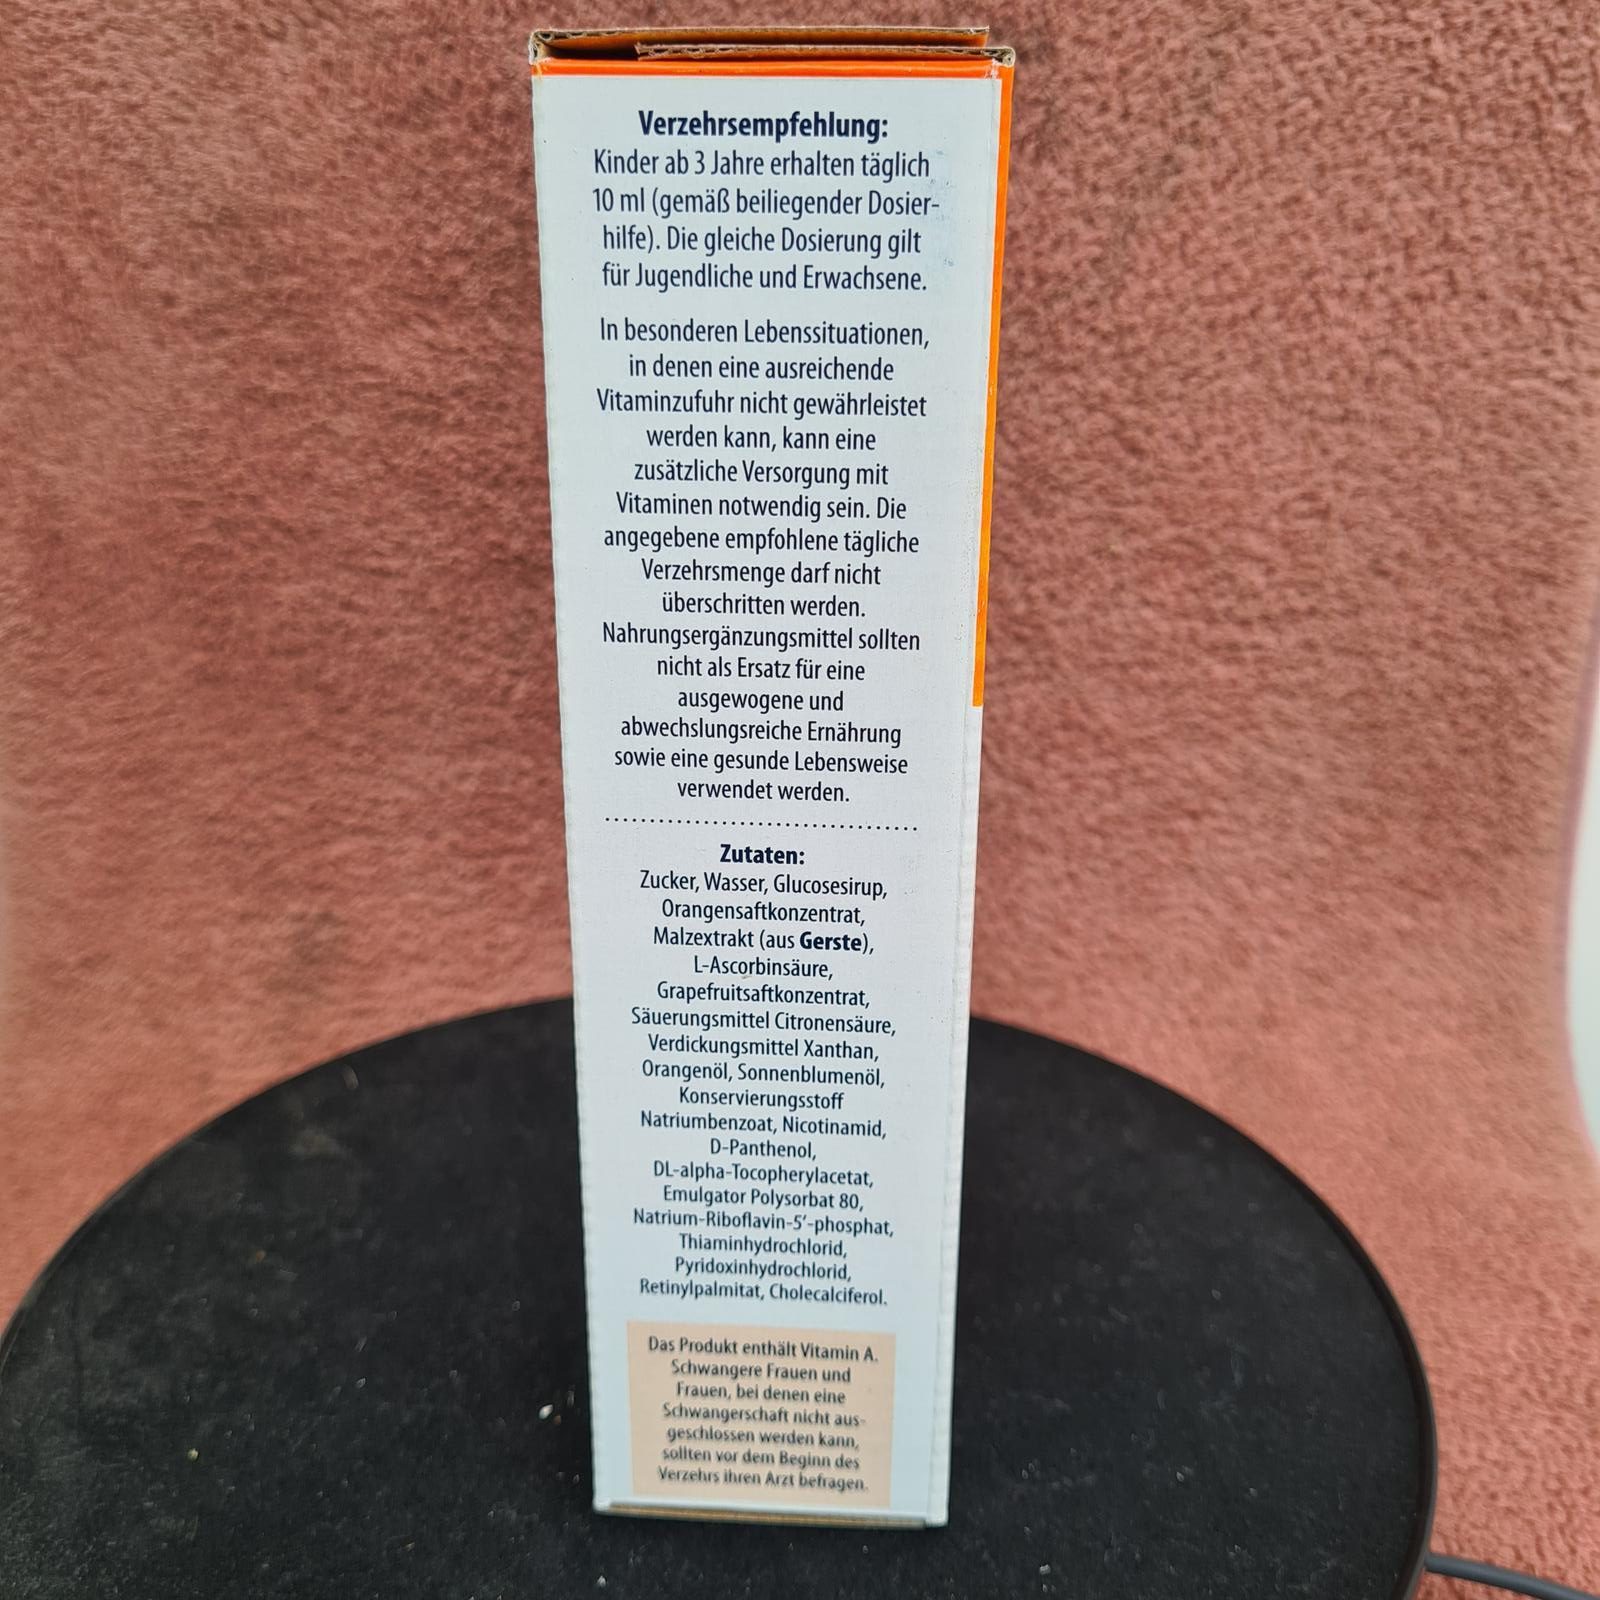 Verzehrsempfehlung:
Kinder ab 3 Jahre erhalten täglich
10 ml (gemäß beiliegender Dosier-
hilfe). Die gleiche Dosierung gilt
für Jugendliche und Erwachsene.
In besonderen Lebenssituationen,
in denen eine ausreichende
Vitaminzufuhr nicht gewährleistet
werden kann, kann eine
zusätzliche Versorgung mit
Vitaminen notwendig sein. Die
angegebene empfohlene tägliche
Verzehrsmenge darf nicht
überschritten werden.
Nahrungsergänzungsmittel sollten
nicht als Ersatz für eine
ausgewogene und
abwechslungsreiche Ernährung
sowie eine gesunde Lebensweise
verwendet werden.
Zutaten:
Zucker, Wasser, Glucosesirup,
Orangensaftkonzentrat,
Malzextrakt (aus Gerste),
L-Ascorbinsäure,
Grapefruitsaftkonzentrat,
Säuerungsmittel Citronensäure,
Verdickungsmittel Xanthan,
Orangenöl, Sonnenblumenöl,
Konservierungsstoff
Natriumbenzoat, Nicotinamid,
D-Panthenol,
DL-alpha-Tocopherylacetat,
Emulgator Polysorbat 80,
Natrium-Riboflavin-5'-phosphat,
Thiaminhydrochlorid,
Pyridoxinhydrochlorid,
Retinylpalmitat, Cholecalciferol.
Das Produkt enthält Vitamin A.
Schwangere Frauen und
Frauen, bei denen eine
Schwangerschaft nicht aus-
geschlossen werden kann,
sollten vor dem Beginn des
Verzehrs ihren Arzt befragen.